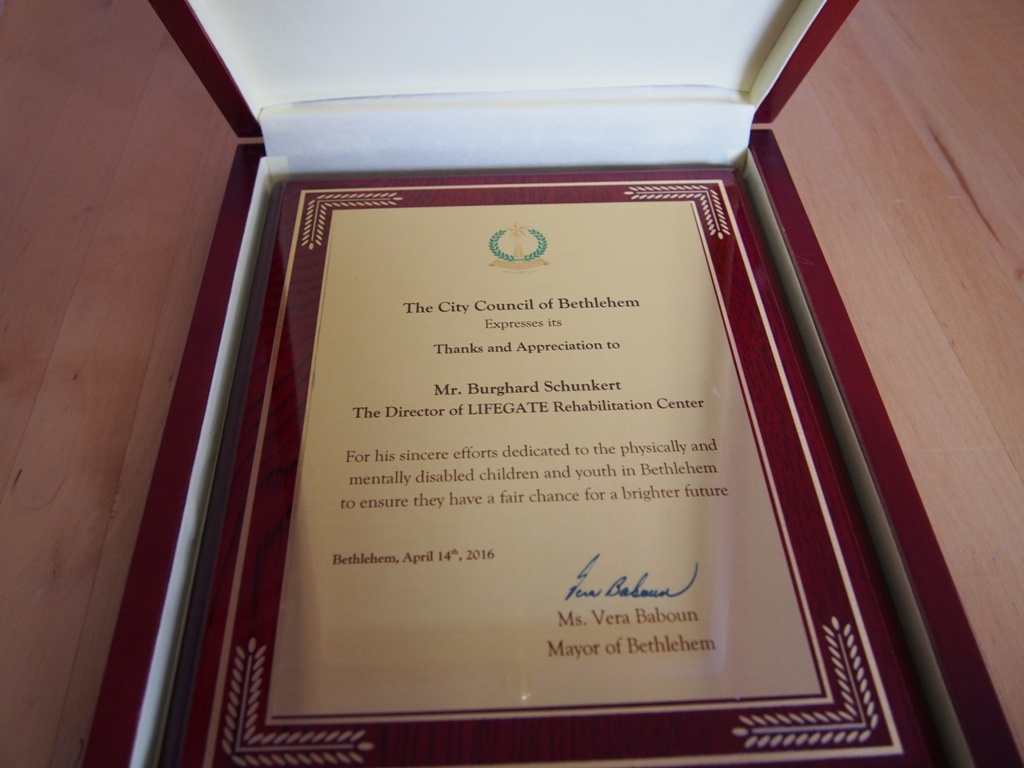 The City Council of Bethlehem
Expresses its
Thanks and Appreciation to
Mr. Burghard Schunkert
The Director of LIFEGATE Rehabilitation Center
For his sincere efforts dedicated to the physically and
mentally disabled children and youth in Bethlehem
to ensure they have a fair chance for a brighter future
Bethlehem, April 14th, 2016
Vera Baboun
Ms. Vera Baboun
Mayor of Bethlehem